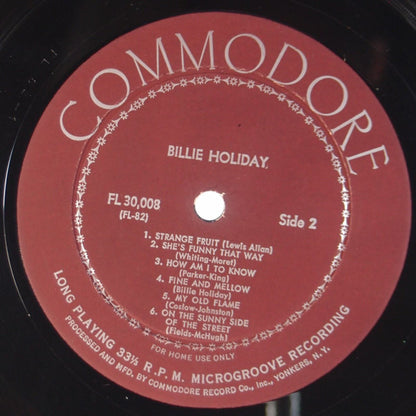 COMMODORE
BILLIE HOLIDAY
FL 30,008
(FL-82)
Side 2
1. STRANGE FRUIT (Lewis Allan)
2. SHE'S FUNNY THAT WAY
(Whiting-Moret)
3. HOW AM I TO KNOW
(Parker-King)
4. FINE AND MELLOW
(Billie Holiday)
5. MY OLD FLAME
(Coslow-Johnston)
6. ON THE SUNNY SIDE
OF THE STREET
(Fields-McHugh)
FOR HOME USE ONLY
LONG PLAYING 33⅓ R.P.M. MICROGROOVE RECORDING
PROCESSED AND MFD. BY COMMODORE RECORD Co., Inc., YONKERS, N.Y.